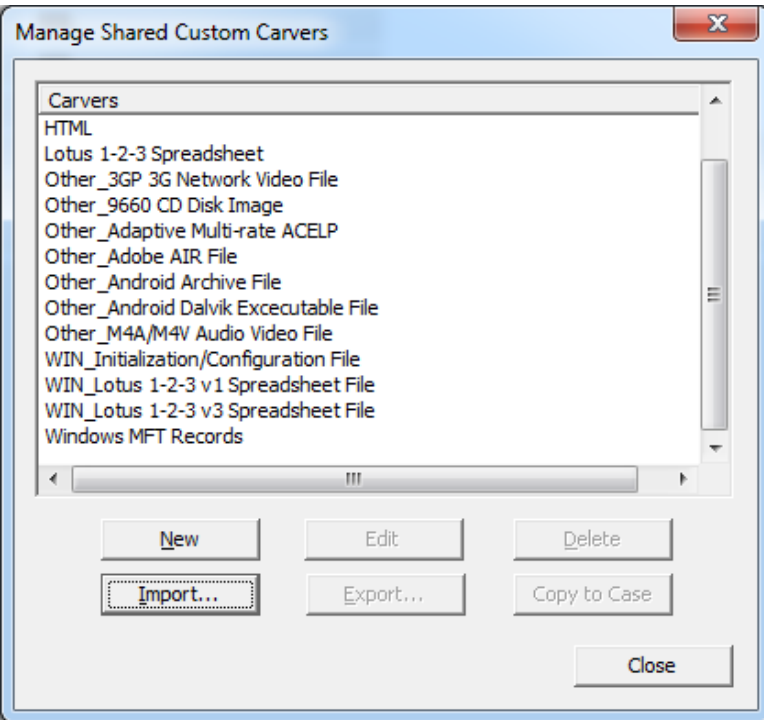 Manage Shared Custom Carvers
Carvers
HTML
Lotus 1-2-3 Spreadsheet
Other_3GP 3G Network Video File
Other_9660 CD Disk Image
Other_Adaptive Multi-rate ACELP
Other_Adobe AIR File
Other_Android Archive File
Other_Android Dalvik Excecutable File
Other_M4A/M4V Audio Video File
WIN_Initialization/Configuration File
WIN_Lotus 1-2-3 v1 Spreadsheet File
WIN_Lotus 1-2-3 v3 Spreadsheet File
Windows MFT Records
New Edit Delete
Import... Export... Copy to Case
Close